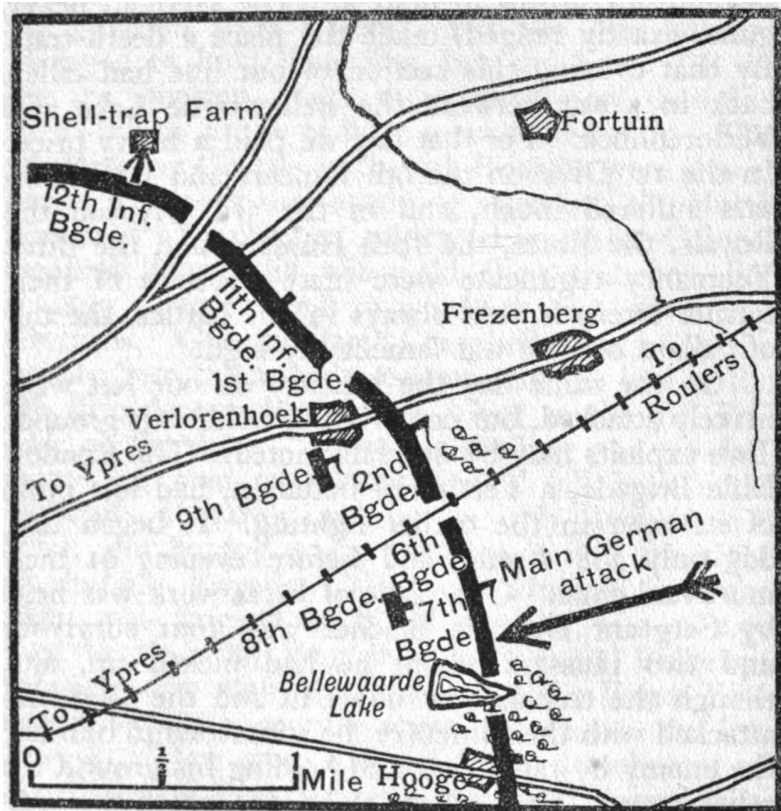 Shell-trap Farm
Fortuin
12th Inf.
Bgde.
11th Inf
Bgde.
Frezenberg
1st Bgde.
Verlorenhoek
Roulers
To Ypres
9th Bgde.
2nd
Bgde.
6th
Bgde.
Main German
attack
8th Bgde.
7th
Bgde
Bellewaarde
Lake
To Ypres
0 ½ 1
Mile
Hooge